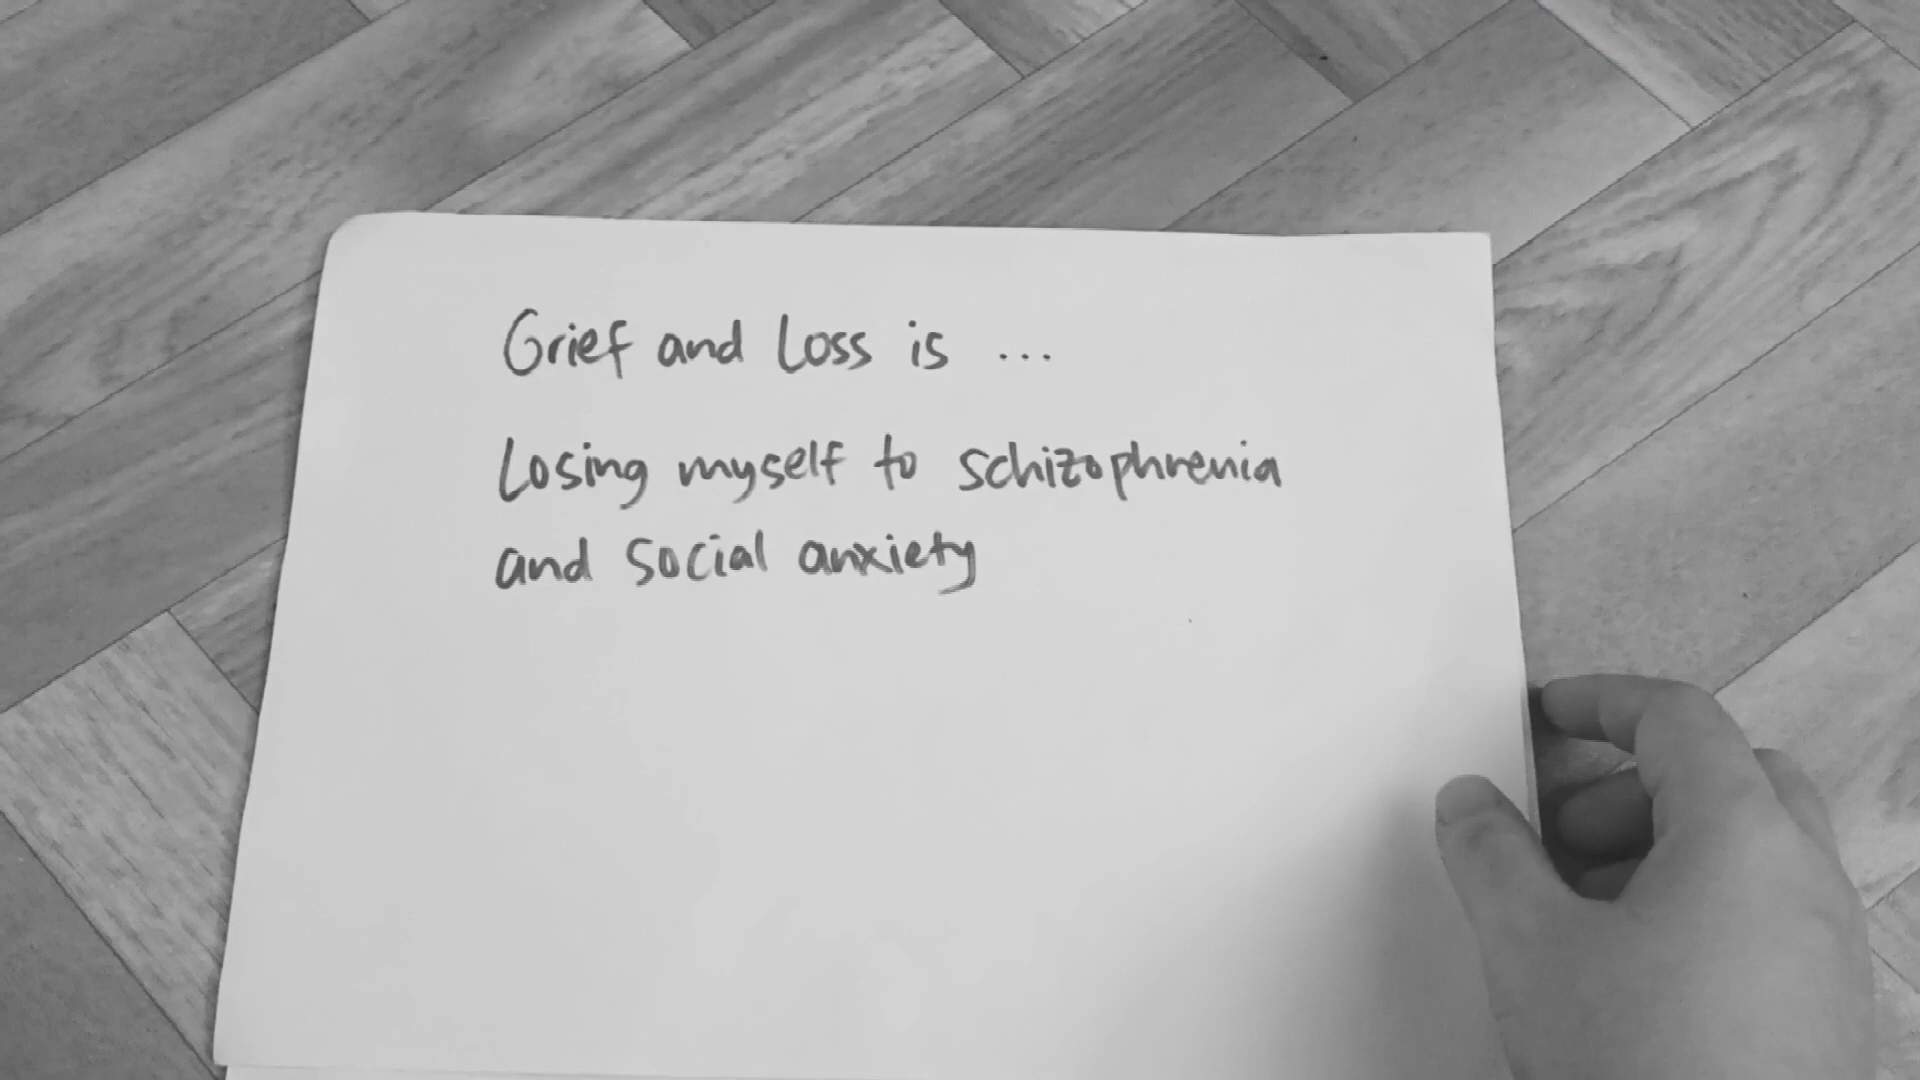 Grief and Loss is ...
Losing myself to schizophrenia
and social anxiety